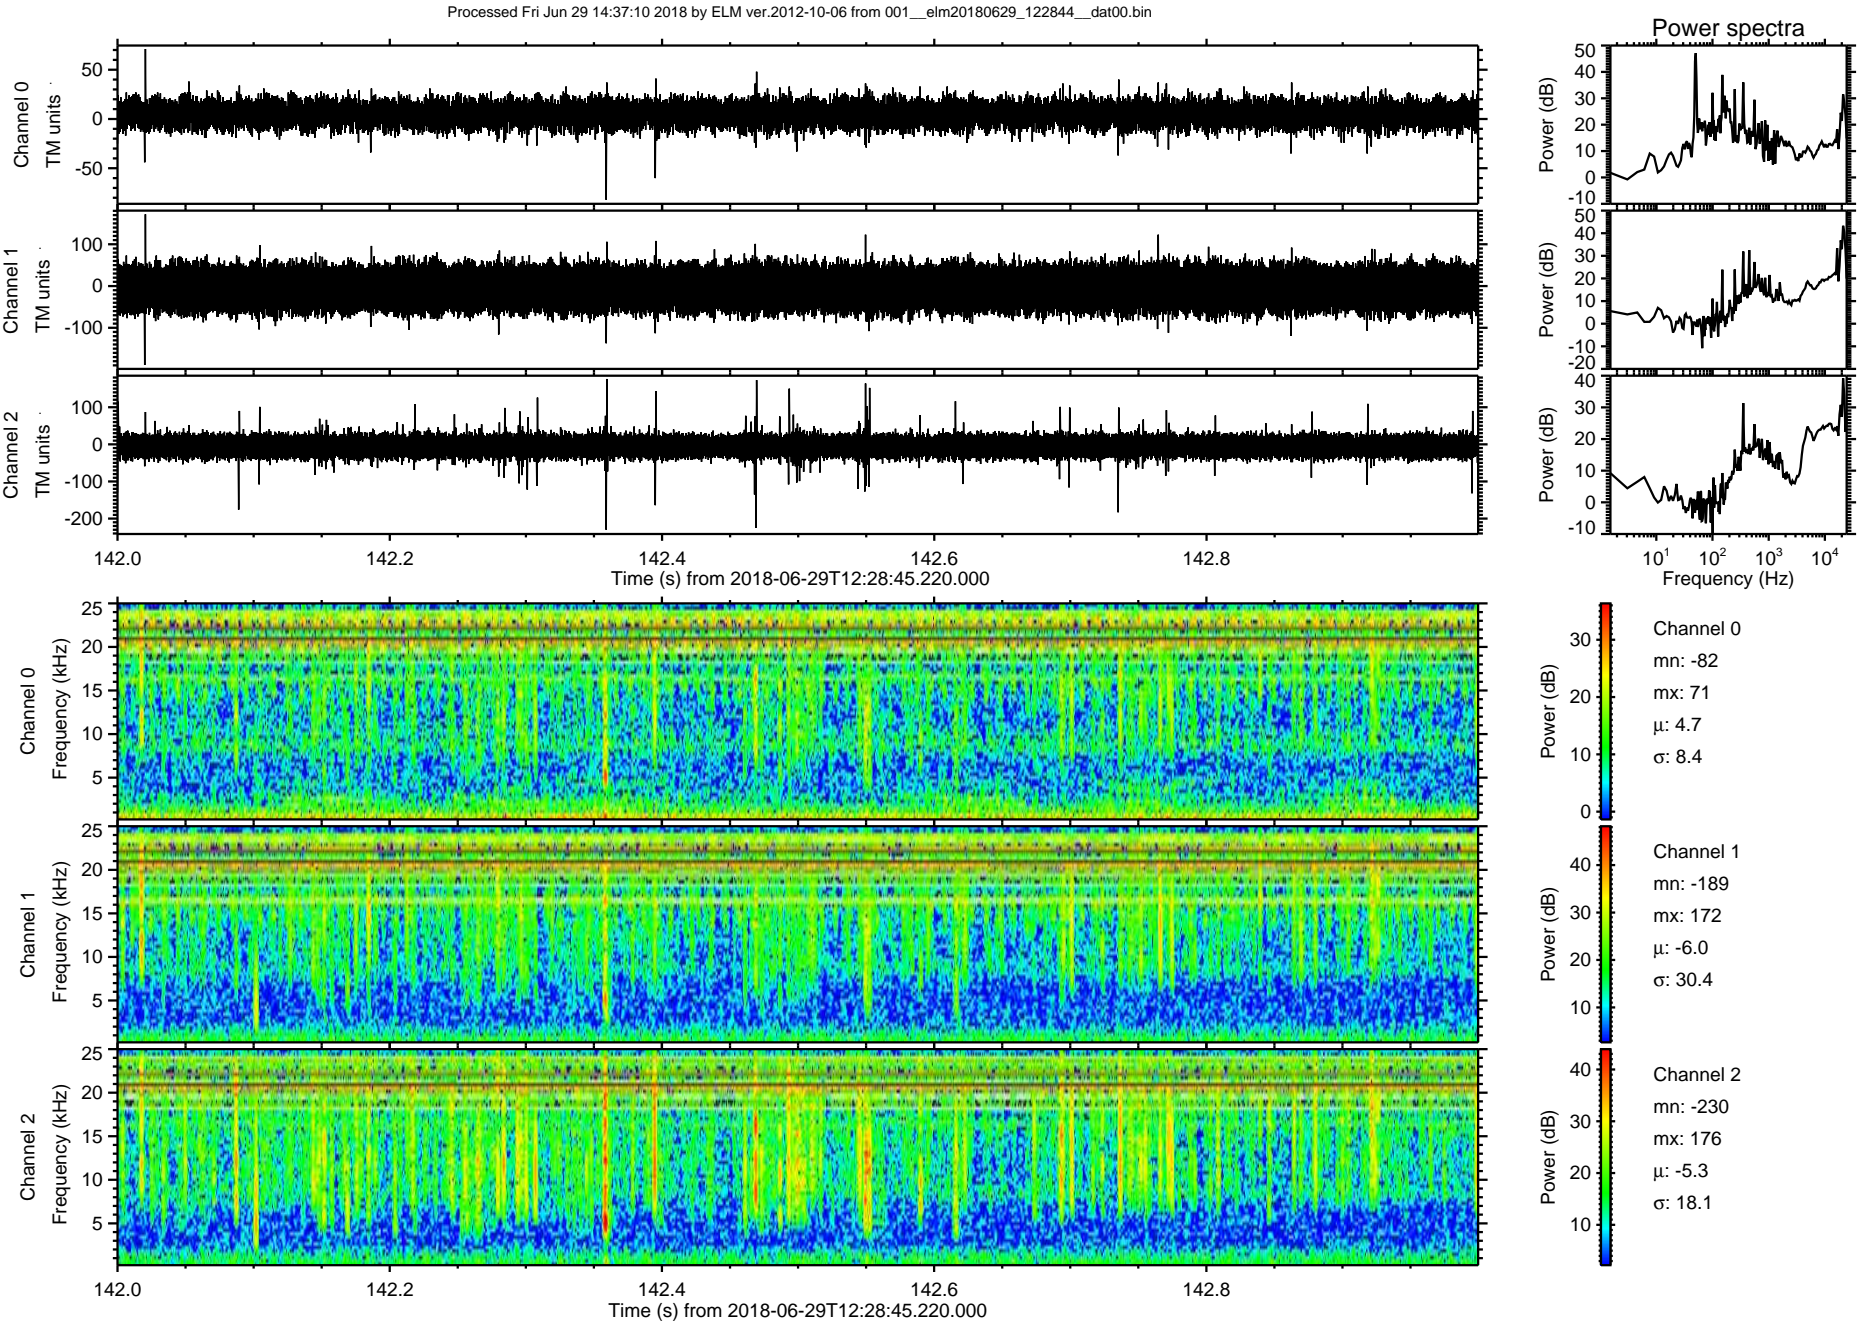 Processed Fri Jun 29 14:37:10 2018 by ELM ver.2012-10-06 from 001__elm20180629_122844__dat00.bin
Power spectra
Channel 0
TM units
50
0
-50
Power (dB)
50
40
30
20
10
0
-10
Channel 1
TM units
100
0
-100
Power (dB)
50
40
30
20
10
0
-10
-20
Channel 2
TM units
100
0
-100
-200
Power (dB)
40
30
20
10
0
-10
142.0 142.2 142.4 142.6 142.8
Time (s) from 2018-06-29T12:28:45.220.000
10^1 10^2 10^3 10^4
Frequency (Hz)
Channel 0
Frequency (kHz)
25
20
15
10
5
Power (dB)
30
20
10
0
Channel 0
mn: -82
mx: 71
μ: 4.7
σ: 8.4
Channel 1
Frequency (kHz)
25
20
15
10
5
Power (dB)
40
30
20
10
Channel 1
mn: -189
mx: 172
μ: -6.0
σ: 30.4
Channel 2
Frequency (kHz)
25
20
15
10
5
Power (dB)
40
30
20
10
Channel 2
mn: -230
mx: 176
μ: -5.3
σ: 18.1
142.0 142.2 142.4 142.6 142.8
Time (s) from 2018-06-29T12:28:45.220.000